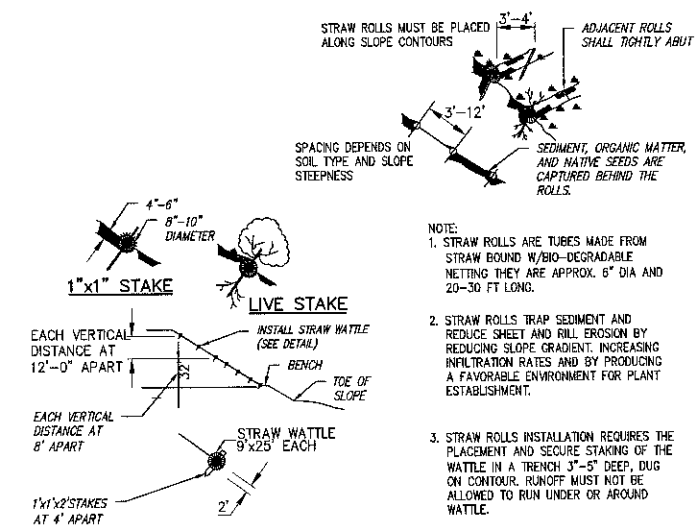 STRAW ROLLS MUST BE PLACED
ALONG SLOPE CONTOURS
3'-4'
ADJACENT ROLLS
SHALL TIGHTLY ABUT
3'-12'
SPACING DEPENDS ON
SOIL TYPE AND SLOPE
STEEPNESS
SEDIMENT, ORGANIC MATTER,
AND NATIVE SEEDS ARE
CAPTURED BEHIND THE
ROLLS.
4"-6"
8"-10"
DIAMETER
1"x1" STAKE
LIVE STAKE
EACH VERTICAL
DISTANCE AT
12'-0" APART
INSTALL STRAW WATTLE
(SEE DETAIL)
BENCH
32'
TOE OF
SLOPE
EACH VERTICAL
DISTANCE AT
8' APART
STRAW WATTLE
9'x25' EACH
1'x1'x2'STAKES
AT 4' APART
2'
NOTE:
1. STRAW ROLLS ARE TUBES MADE FROM
STRAW BOUND W/BIO-DEGRADABLE
NETTING THEY ARE APPROX. 6" DIA AND
20-30 FT LONG.
2. STRAW ROLLS TRAP SEDIMENT AND
REDUCE SHEET AND RILL EROSION BY
REDUCING SLOPE GRADIENT. INCREASING
INFILTRATION RATES AND BY PRODUCING
A FAVORABLE ENVIRONMENT FOR PLANT
ESTABLISHMENT.
3. STRAW ROLLS INSTALLATION REQUIRES THE
PLACEMENT AND SECURE STAKING OF THE
WATTLE IN A TRENCH 3"-5" DEEP, DUG
ON CONTOUR. RUNOFF MUST NOT BE
ALLOWED TO RUN UNDER OR AROUND
WATTLE.